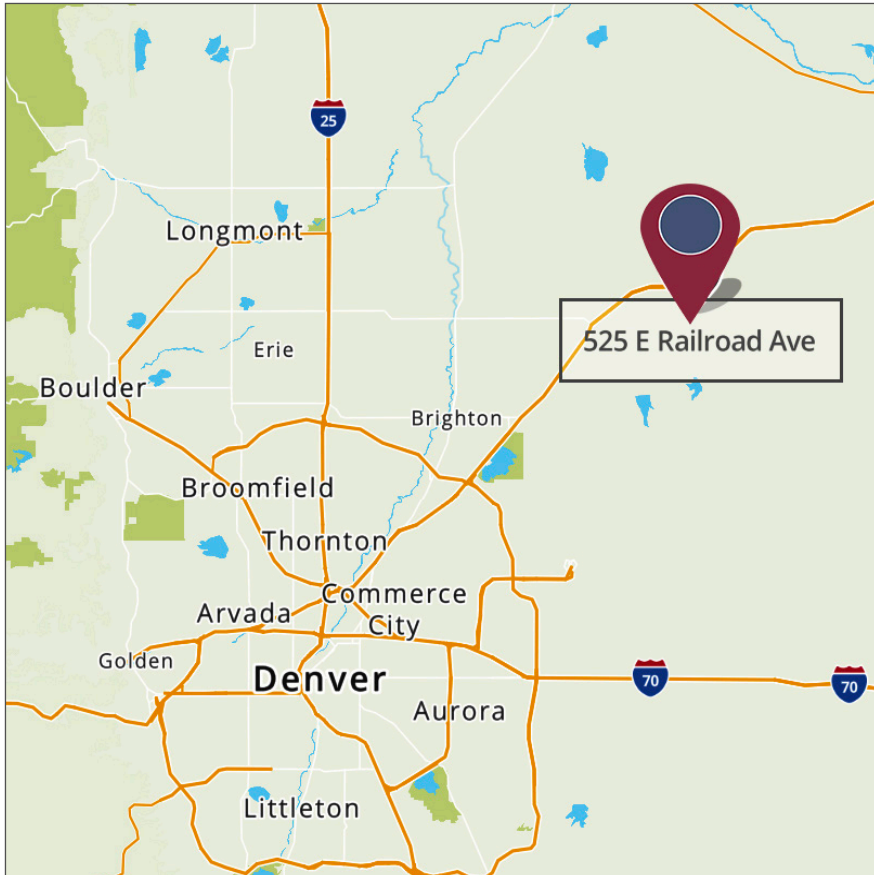 25
Longmont
525 E Railroad Ave
Erie
Boulder
Brighton
Broomfield
Thornton
Commerce
City
Arvada
Golden
Denver
70
70
Aurora
Littleton